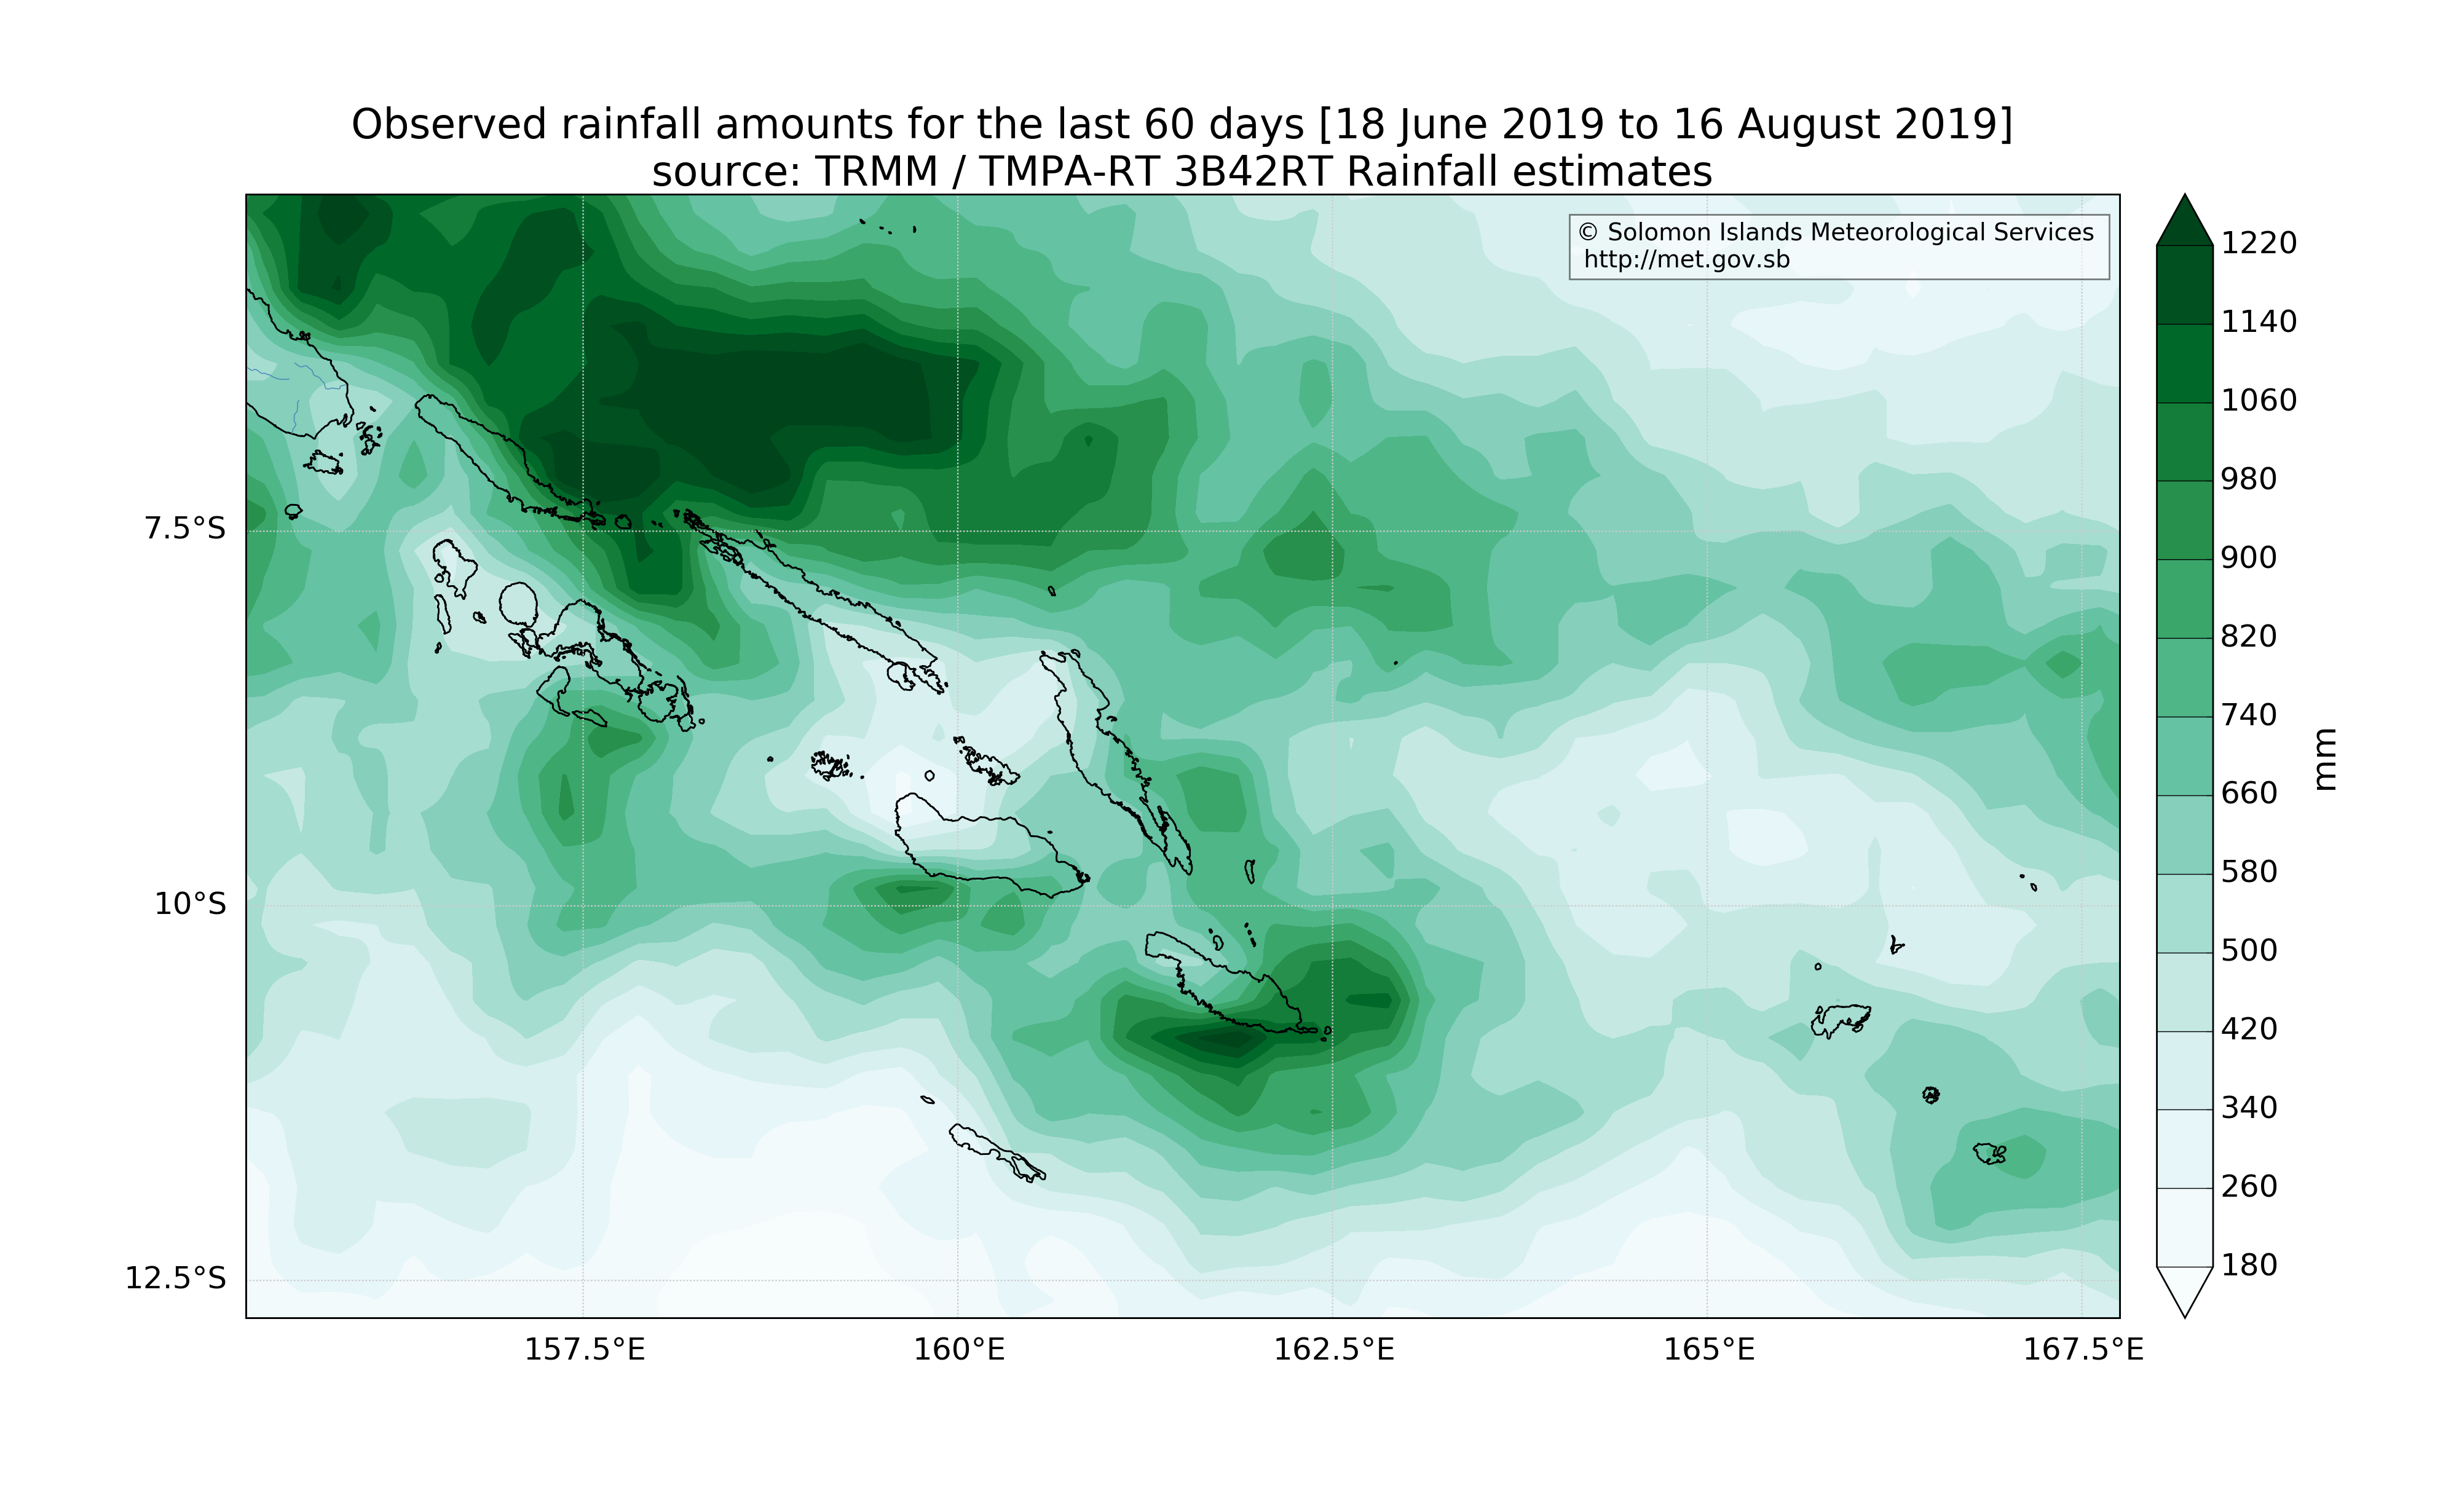 Observed rainfall amounts for the last 60 days [18 June 2019 to 16 August 2019]
source: TRMM / TMPA-RT 3B42RT Rainfall estimates
© Solomon Islands Meteorological Services
http://met.gov.sb
7.5°S
10°S
12.5°S
157.5°E
160°E
162.5°E
165°E
167.5°E
1220
1140
1060
980
900
820
740
660
580
500
420
340
260
180
mm